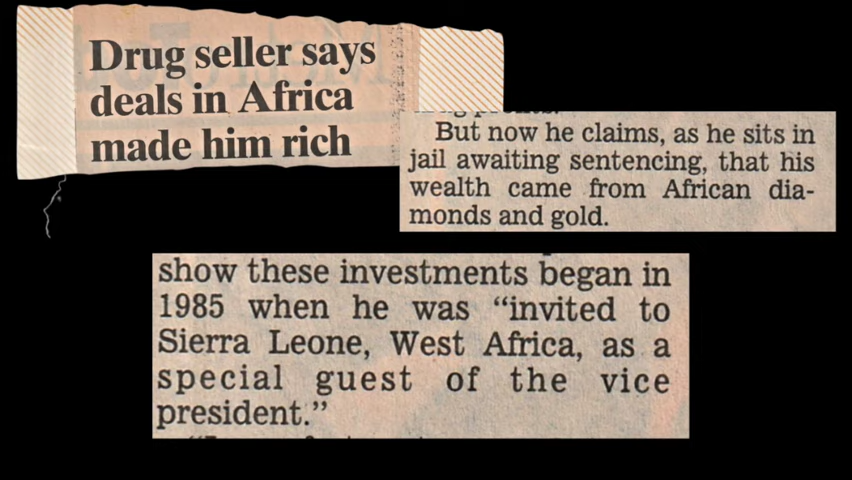 Drug seller says
deals in Africa
made him rich
But now he claims, as he sits in
jail awaiting sentencing, that his
wealth came from African dia-
monds and gold.
show these investments began in
1985 when he was “invited to
Sierra Leone, West Africa, as a
special guest of the vice
president.”